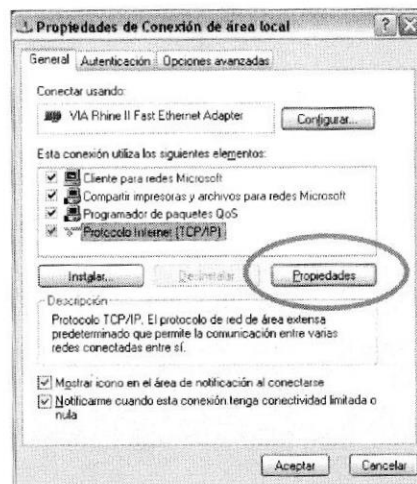 Propiedades de Conexión de área local
General Autenticación Opciones avanzadas
Conectar usando:
VIA Rhine II Fast Ethernet Adapter Configurar...
Esta conexión utiliza los siguientes elementos:
Cliente para redes Microsoft
Compartir impresoras y archivos para redes Microsoft
Programador de paquetes QoS
Protocolo Internet (TCP/IP)
Instalar... Desinstalar Propiedades
Descripción
Protocolo TCP/IP. El protocolo de red de área extensa
predeterminado que permite la comunicación entre varias
redes conectadas entre sí.
Mostrar icono en el área de notificación al conectarse
Notificarme cuando esta conexión tenga conectividad limitada o
nula
Aceptar Cancelar